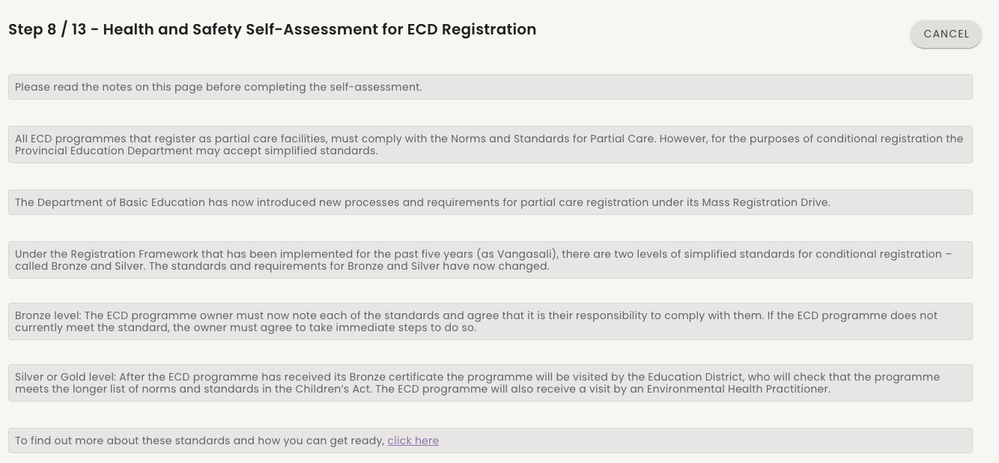 Step 8 / 13 - Health and Safety Self-Assessment for ECD Registration
CANCEL
Please read the notes on this page before completing the self-assessment.
All ECD programmes that register as partial care facilities, must comply with the Norms and Standards for Partial Care. However, for the purposes of conditional registration the
Provincial Education Department may accept simplified standards.
The Department of Basic Education has now introduced new processes and requirements for partial care registration under its Mass Registration Drive.
Under the Registration Framework that has been implemented for the past five years (as Vangasali), there are two levels of simplified standards for conditional registration –
called Bronze and Silver. The standards and requirements for Bronze and Silver have now changed.
Bronze level: The ECD programme owner must now note each of the standards and agree that it is their responsibility to comply with them. If the ECD programme does not
currently meet the standard, the owner must agree to take immediate steps to do so.
Silver or Gold level: After the ECD programme has received its Bronze certificate the programme will be visited by the Education District, who will check that the programme
meets the longer list of norms and standards in the Children’s Act. The ECD programme will also receive a visit by an Environmental Health Practitioner.
To find out more about these standards and how you can get ready, click here